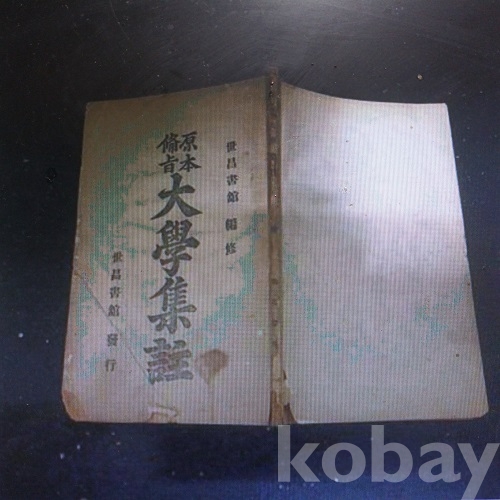 世昌書館 編修
原本
備旨
大學集註
世昌書館 發行
kobay